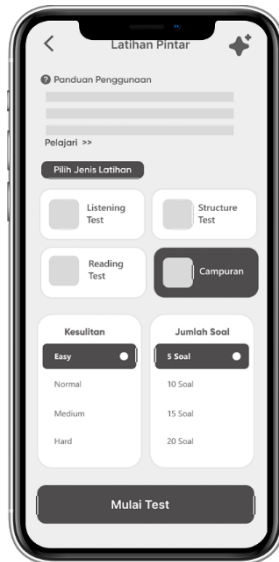 Latihan Pintar
? Panduan Penggunaan
Pelajari >>
Pilih Jenis Latihan
Listening
Test
Structure
Test
Reading
Test
Campuran
Kesulitan
Easy
Normal
Medium
Hard
Jumlah Soal
5 Soal
10 Soal
15 Soal
20 Soal
Mulai Test